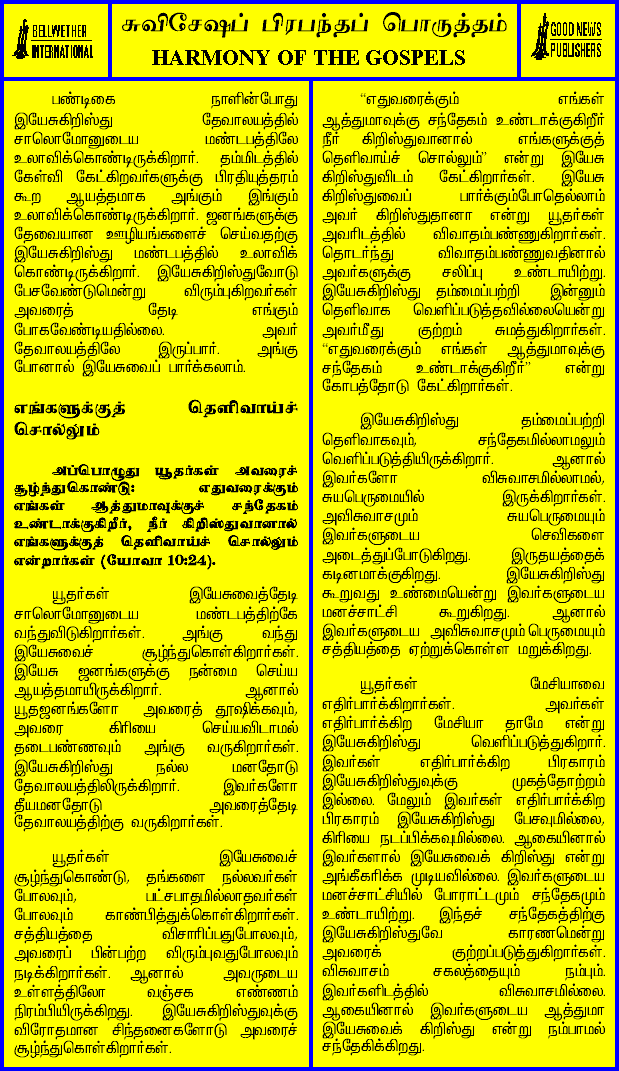 BELLWETHER
INTERNATIONAL
சுவிசேஷப் பிரபந்தப் பொருத்தம்
HARMONY OF THE GOSPELS
GOOD NEWS
PUBLISHERS
பண்டிகை நாளின்போது
இயேசுகிறிஸ்து தேவாலயத்தில்
சாலொமோனுடைய மண்டபத்திலே
உலாவிக்கொண்டிருக்கிறார். தம்மிடத்தில்
கேள்வி கேட்கிறவர்களுக்கு பிரதியுத்தரம்
கூற ஆயத்தமாக அங்கும் இங்கும்
உலாவிக்கொண்டிருக்கிறார். ஜனங்களுக்கு
தேவையான ஊழியங்களைச் செய்வதற்கு
இயேசுகிறிஸ்து மண்டபத்தில் உலாவிக்
கொண்டிருக்கிறார். இயேசுகிறிஸ்துவோடு
பேசவேண்டுமென்று விரும்புகிறவர்கள்
அவரைத் தேடி எங்கும்
போகவேண்டியதில்லை. அவர்
தேவாலயத்திலே இருப்பார். அங்கு
போனால் இயேசுவைப் பார்க்கலாம்.
எங்களுக்குத் தெளிவாய்ச்
சொல்லும்
அப்பொழுது யூதர்கள் அவரைச்
சூழ்ந்துகொண்டு: எதுவரைக்கும்
எங்கள் ஆத்துமாவுக்குச் சந்தேகம்
உண்டாக்குகிறீர், நீர் கிறிஸ்துவானால்
எங்களுக்குத் தெளிவாய்ச் சொல்லும்
என்றார்கள் (யோவா 10:24).
யூதர்கள் இயேசுவைத்தேடி
சாலொமோனுடைய மண்டபத்திற்கே
வந்துவிடுகிறார்கள். அங்கு வந்து
இயேசுவைச் சூழ்ந்துகொள்கிறார்கள்.
இயேசு ஜனங்களுக்கு நன்மை செய்ய
ஆயத்தமாயிருக்கிறார். ஆனால்
யூதஜனங்களோ அவரைத் தூஷிக்கவும்,
அவரை கிரியை செய்யவிடாமல்
தடைபண்ணவும் அங்கு வருகிறார்கள்.
இயேசுகிறிஸ்து நல்ல மனதோடு
தேவாலயத்திலிருக்கிறார். இவர்களோ
தீயமனதோடு அவரைத்தேடி
தேவாலயத்திற்கு வருகிறார்கள்.
யூதர்கள் இயேசுவைச்
சூழ்ந்துகொண்டு, தங்களை நல்லவர்கள்
போலவும், பட்சபாதமில்லாதவர்கள்
போலவும் காண்பித்துக்கொள்கிறார்கள்.
சத்தியத்தை விசாரிப்பதுபோலவும்,
அவரைப் பின்பற்ற விரும்புவதுபோலவும்
நடிக்கிறார்கள். ஆனால் அவருடைய
உள்ளத்திலோ வஞ்சக எண்ணம்
நிரம்பியிருக்கிறது. இயேசுகிறிஸ்துவுக்கு
விரோதமான சிந்தனைகளோடு அவரைச்
சூழ்ந்துகொள்கிறார்கள்.
“எதுவரைக்கும் எங்கள்
ஆத்துமாவுக்கு சந்தேகம் உண்டாக்குகிறீர்
நீர் கிறிஸ்துவானால் எங்களுக்குத்
தெளிவாய்ச் சொல்லும்” என்று இயேசு
கிறிஸ்துவிடம் கேட்கிறார்கள். இயேசு
கிறிஸ்துவைப் பார்க்கும்போதெல்லாம்
அவர் கிறிஸ்துதானா என்று யூதர்கள்
அவரிடத்தில் விவாதம்பண்ணுகிறார்கள்.
தொடர்ந்து விவாதம்பண்ணுவதினால்
அவர்களுக்கு சலிப்பு உண்டாயிற்று.
இயேசுகிறிஸ்து தம்மைப்பற்றி இன்னும்
தெளிவாக வெளிப்படுத்தவில்லையென்று
அவர்மீது குற்றம் சுமத்துகிறார்கள்.
“எதுவரைக்கும் எங்கள் ஆத்துமாவுக்கு
சந்தேகம் உண்டாக்குகிறீர்” என்று
கோபத்தோடு கேட்கிறார்கள்.
இயேசுகிறிஸ்து தம்மைப்பற்றி
தெளிவாகவும், சந்தேகமில்லாமலும்
வெளிப்படுத்தியிருக்கிறார். ஆனால்
இவர்களோ விசுவாசமில்லாமல்,
சுயபெருமையில் இருக்கிறார்கள்.
அவிசுவாசமும் சுயபெருமையும்
இவர்களுடைய செவிகளை
அடைத்துப்போடுகிறது. இருதயத்தைக்
கடினமாக்குகிறது. இயேசுகிறிஸ்து
கூறுவது உண்மையென்று இவர்களுடைய
மனச்சாட்சி கூறுகிறது. ஆனால்
இவர்களுடைய அவிசுவாசமும் பெருமையும்
சத்தியத்தை ஏற்றுக்கொள்ள மறுக்கிறது.
யூதர்கள் மேசியாவை
எதிர்பார்க்கிறார்கள். அவர்கள்
எதிர்பார்க்கிற மேசியா தாமே என்று
இயேசுகிறிஸ்து வெளிப்படுத்துகிறார்.
இவர்கள் எதிர்பார்க்கிற பிரகாரம்
இயேசுகிறிஸ்துவுக்கு முகத்தோற்றம்
இல்லை. மேலும் இவர்கள் எதிர்பார்க்கிற
பிரகாரம் இயேசுகிறிஸ்து பேசவுமில்லை,
கிரியை நடப்பிக்கவுமில்லை. ஆகையினால்
இவர்களால் இயேசுவைக் கிறிஸ்து என்று
அங்கீகரிக்க முடியவில்லை. இவர்களுடைய
மனச்சாட்சியில் போராட்டமும் சந்தேகமும்
உண்டாயிற்று. இந்தச் சந்தேகத்திற்கு
இயேசுகிறிஸ்துவே காரணமென்று
அவரைக் குற்றப்படுத்துகிறார்கள்.
விசுவாசம் சகலத்தையும் நம்பும்.
இவர்களிடத்தில் விசுவாசமில்லை.
ஆகையினால் இவர்களுடைய ஆத்துமா
இயேசுவைக் கிறிஸ்து என்று நம்பாமல்
சந்தேகிக்கிறது.